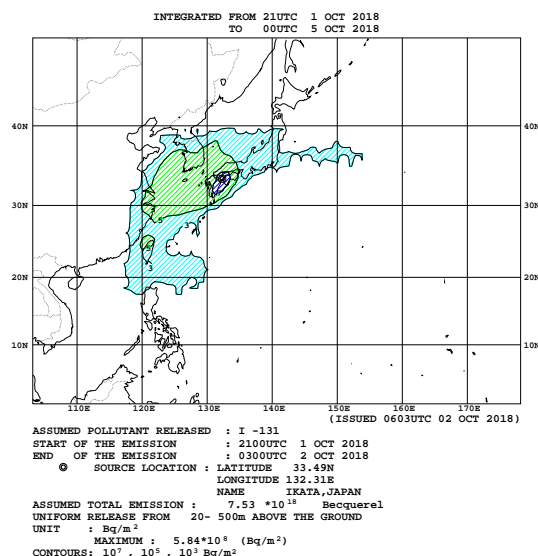 INTEGRATED FROM 21UTC 1 OCT 2018
TO 00UTC 5 OCT 2018
40N
30N
5
3
5
3
20N
10N
110E 120E 130E 140E 150E 160E 170E
(ISSUED 0603UTC 02 OCT 2018)
ASSUMED POLLUTANT RELEASED : I -131
START OF THE EMISSION : 2100UTC 1 OCT 2018
END OF THE EMISSION : 0300UTC 2 OCT 2018
◎ SOURCE LOCATION : LATITUDE 33.49N
LONGITUDE 132.31E
NAME IKATA,JAPAN
ASSUMED TOTAL EMISSION : 7.53 *10¹⁸ Becquerel
UNIFORM RELEASE FROM 20- 500m ABOVE THE GROUND
UNIT : Bq/m²
MAXIMUM : 5.84*10⁸ (Bq/m²)
CONTOURS: 10⁷ , 10⁵ , 10³ Bq/m²